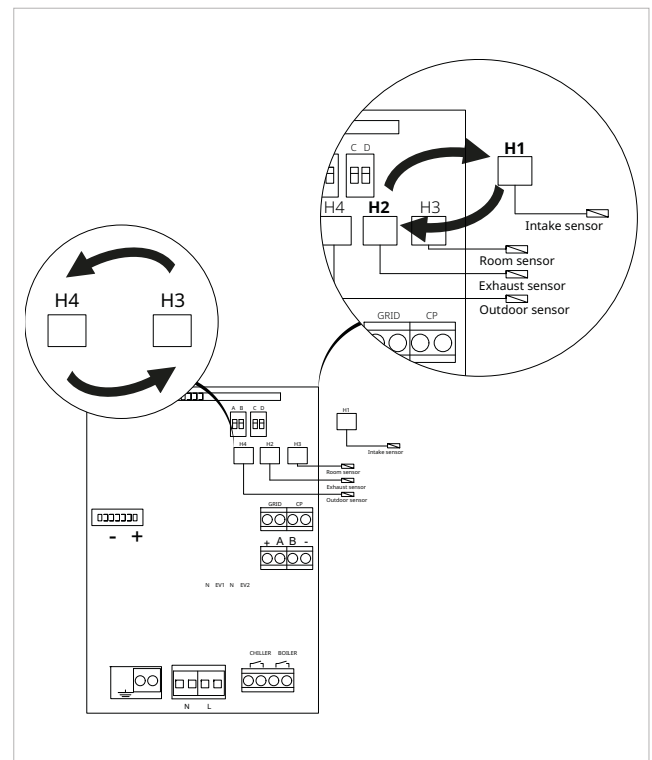 H1
C D
H4 H2 H3
Intake sensor
Room sensor
Exhaust sensor
Outdoor sensor
GRID CP
H4 H3
A B C D
H1
H4 H2 H3
Intake sensor
Room sensor
Exhaust sensor
Outdoor sensor
GRID CP
+ A B -
- +
N EV1 N EV2
CHILLER BOILER
N L